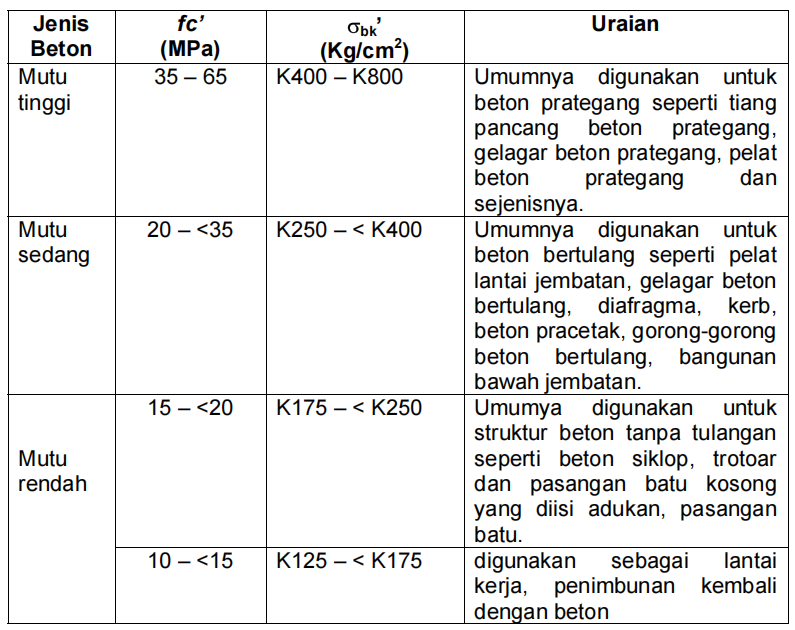 Jenis Beton
fc’ (MPa)
σbk’ (Kg/cm2)
Uraian
Mutu tinggi
35 – 65
K400 – K800
Umumnya digunakan untuk
beton prategang seperti tiang
pancang beton prategang,
gelagar beton prategang, pelat
beton prategang dan
sejenisnya.
Mutu sedang
20 – <35
K250 – < K400
Umumnya digunakan untuk
beton bertulang seperti pelat
lantai jembatan, gelagar beton
bertulang, diafragma, kerb,
beton pracetak, gorong-gorong
beton bertulang, bangunan
bawah jembatan.
Mutu rendah
15 – <20
K175 – < K250
Umumya digunakan untuk
struktur beton tanpa tulangan
seperti beton siklop, trotoar
dan pasangan batu kosong
yang diisi adukan, pasangan
batu.
10 – <15
K125 – < K175
digunakan sebagai lantai
kerja, penimbunan kembali
dengan beton